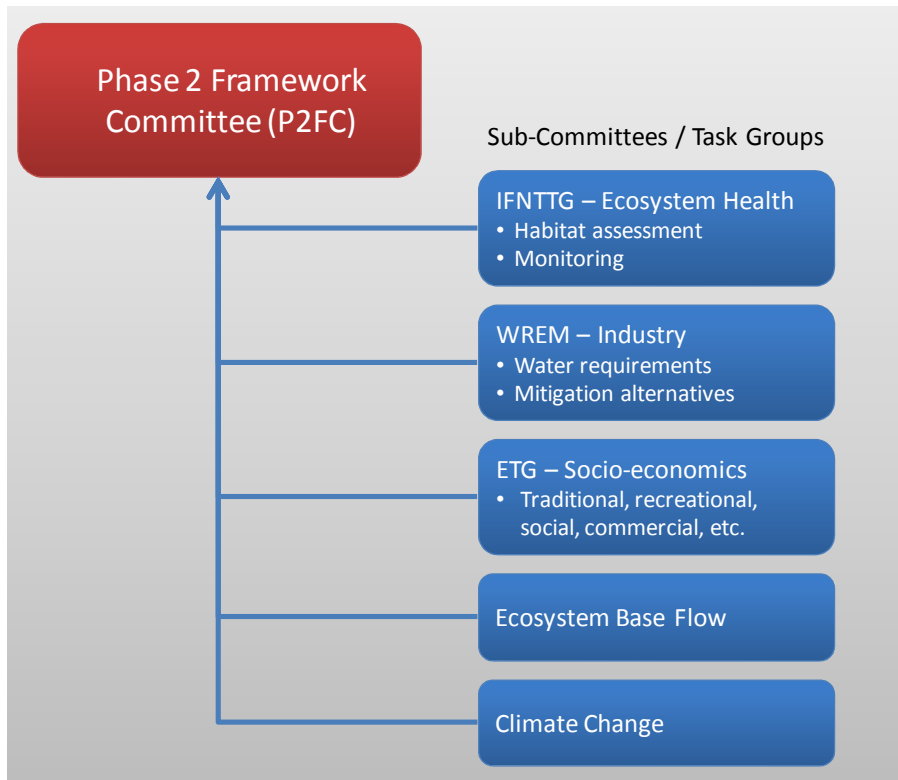 Phase 2 Framework
Committee (P2FC)
Sub-Committees / Task Groups
IFNTTG – Ecosystem Health
• Habitat assessment
• Monitoring
WREM – Industry
• Water requirements
• Mitigation alternatives
ETG – Socio-economics
• Traditional, recreational,
social, commercial, etc.
Ecosystem Base Flow
Climate Change